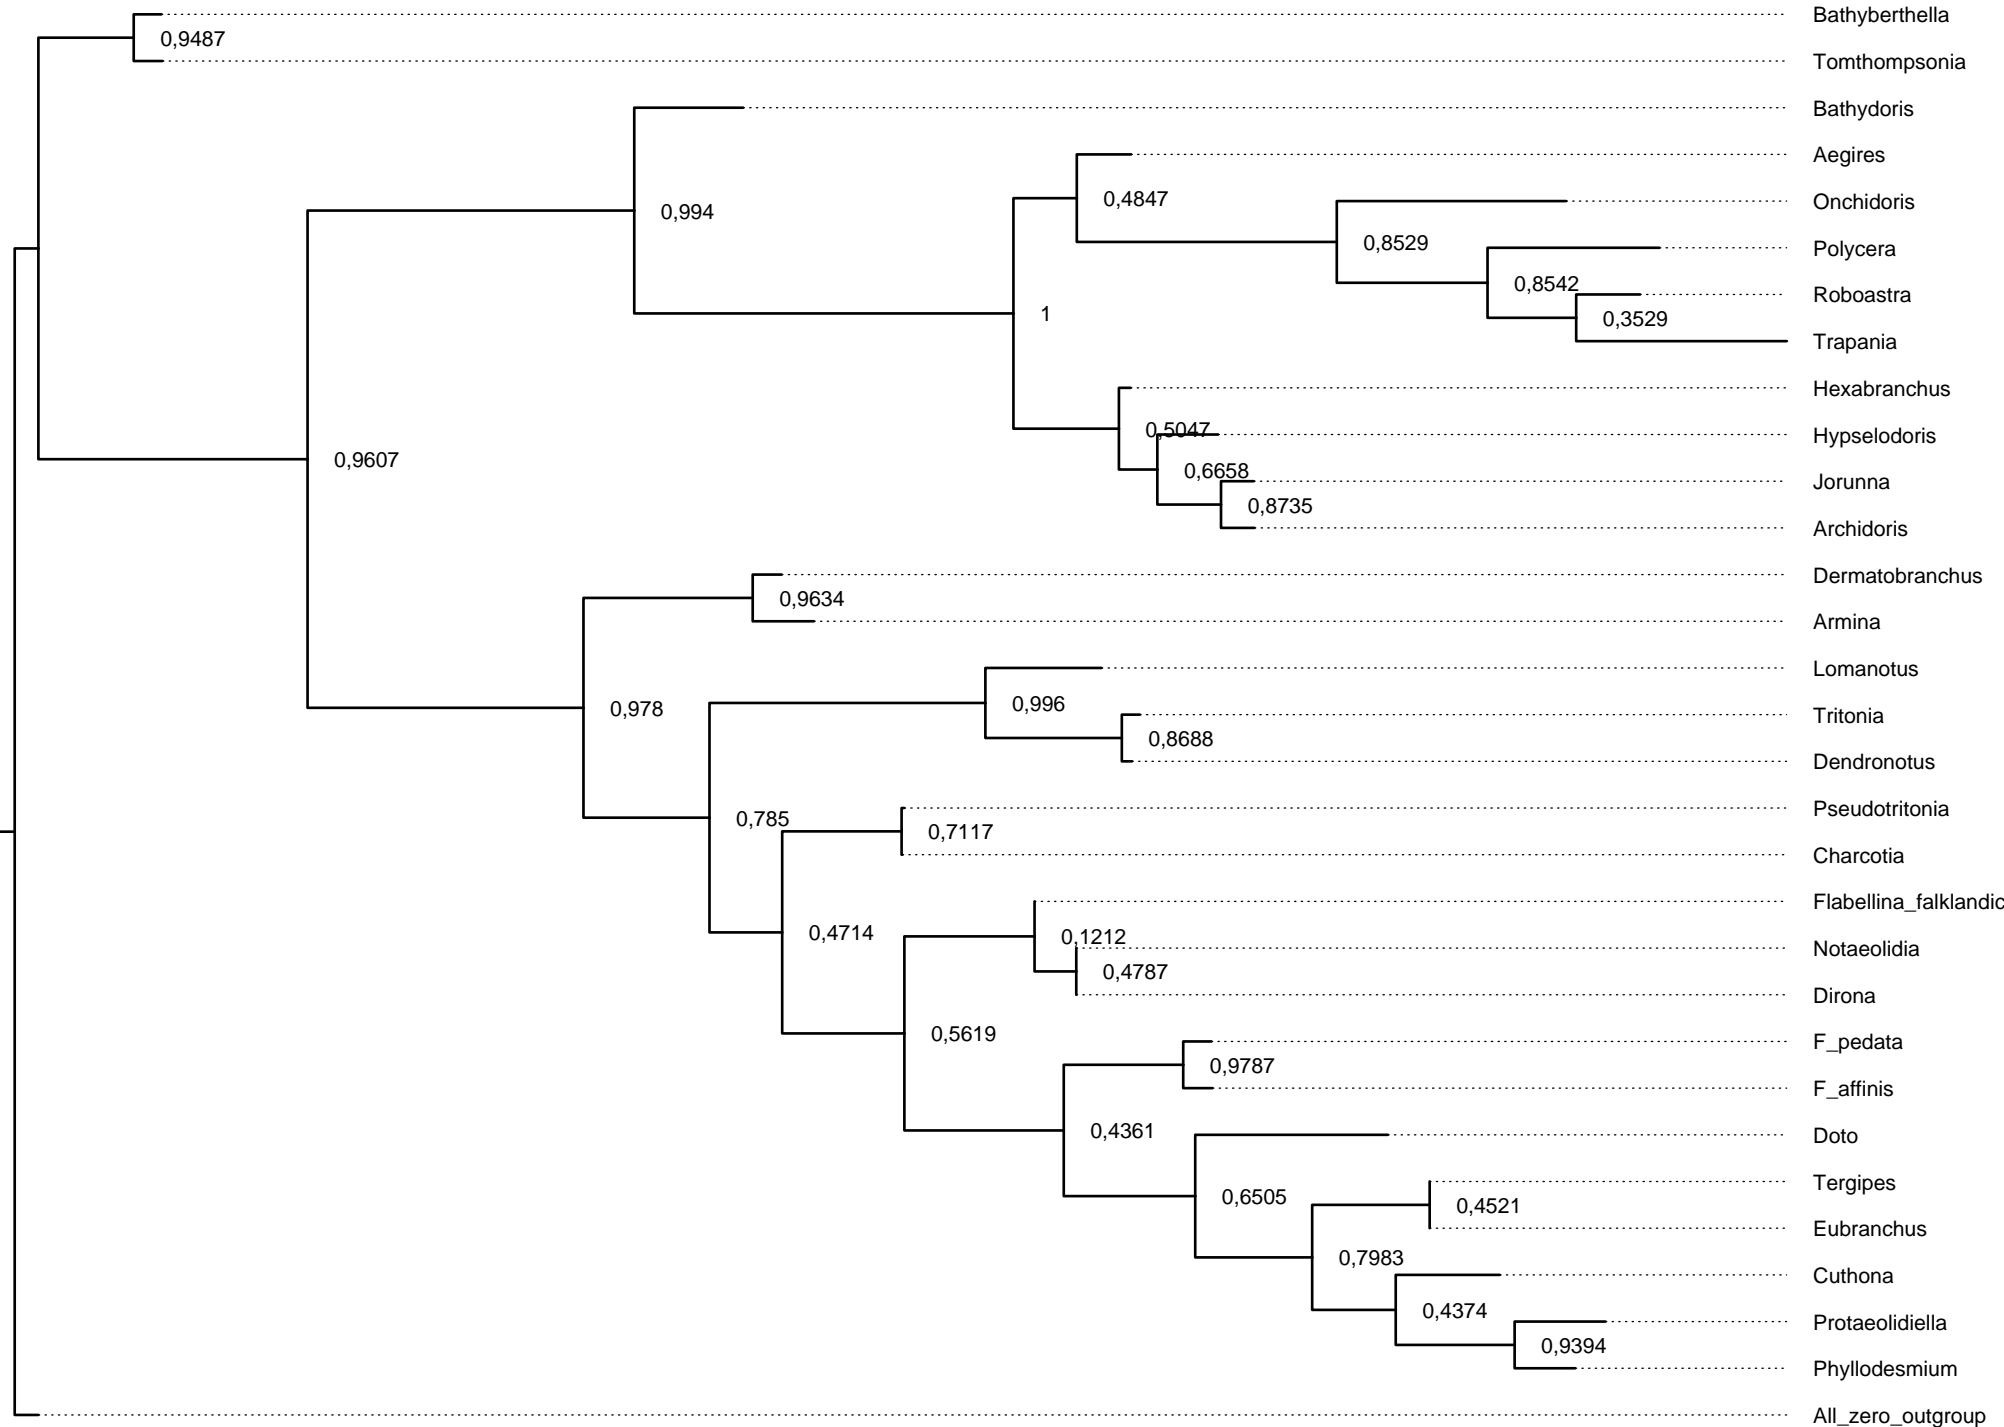 Bathyberthella
0,9487
Tomthompsonia
Bathydoris
Aegires
0,4847
Onchidoris
0,994
0,8529
Polycera
0,8542
Roboastra
1
0,3529
Trapania
Hexabranchus
0,5047
Hypselodoris
0,9607
0,6658
Jorunna
0,8735
Archidoris
Dermatobranchus
0,9634
Armina
Lomanotus
0,978
0,996
Tritonia
0,8688
Dendronotus
Pseudotritonia
0,785
0,7117
Charcotia
Flabellina_falklandic
0,4714
0,1212
Notaeolidia
0,4787
Dirona
0,5619
F_pedata
0,9787
F_affinis
0,4361
Doto
Tergipes
0,6505
0,4521
Eubranchus
0,7983
Cuthona
0,4374
Protaeolidiella
0,9394
Phyllodesmium
All_zero_outgroup